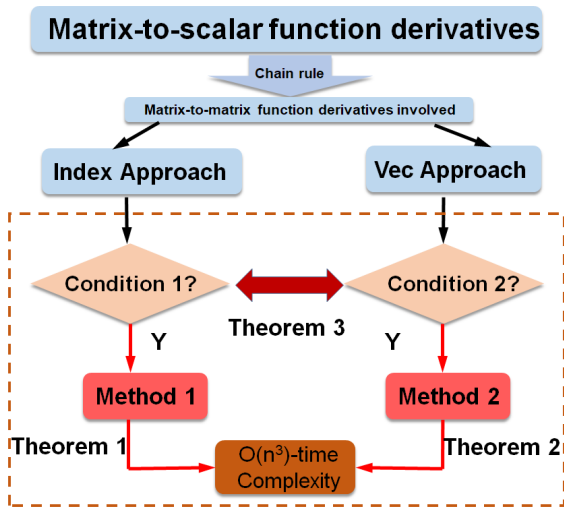 Matrix-to-scalar function derivatives
Chain rule
Matrix-to-matrix function derivatives involved
Index Approach
Vec Approach
Condition 1?
Condition 2?
Theorem 3
Y
Y
Method 1
Method 2
Theorem 1
Theorem 2
O(n³)-time
Complexity